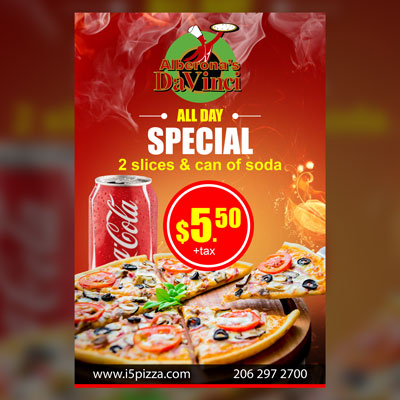 Alberona's
DaVinci
ALL DAY
SPECIAL
2 slices & can of soda
$5.50
+tax
Coca-Cola
www.i5pizza.com
206 297 2700